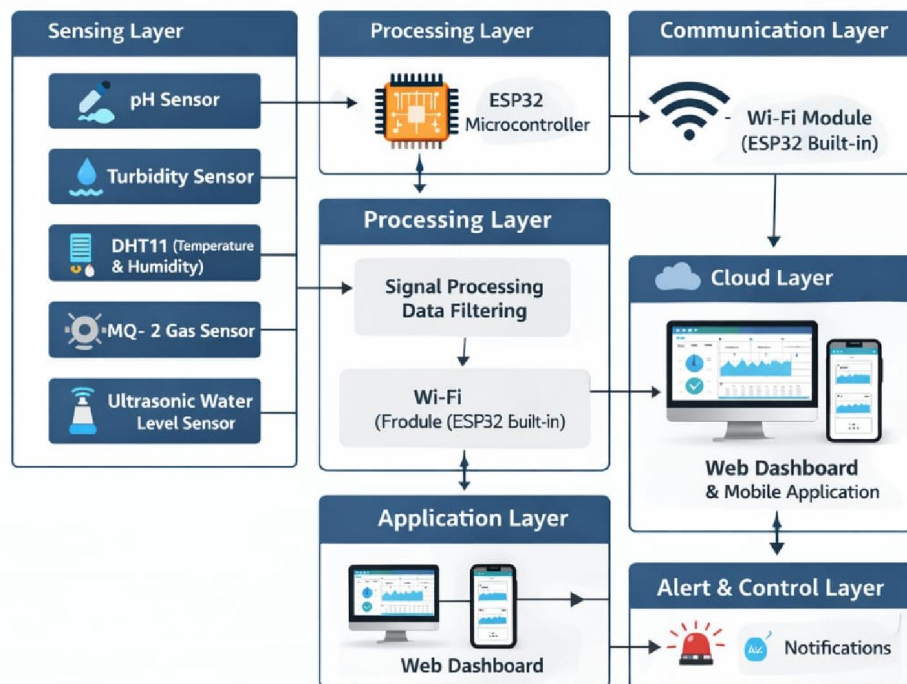 Sensing Layer
pH Sensor
Turbidity Sensor
DHT11 (Temperature
& Humidity)
MQ- 2 Gas Sensor
Ultrasonic Water
Level Sensor
Processing Layer
ESP32
Microcontroller
Communication Layer
Wi-Fi Module
(ESP32 Built-in)
Processing Layer
Signal Processing
Data Filtering
Wi-Fi
(Frodule (ESP32 Built-in)
Cloud Layer
Web Dashboard
& Mobile Application
Application Layer
Web Dashboard
Alert & Control Layer
Notifications